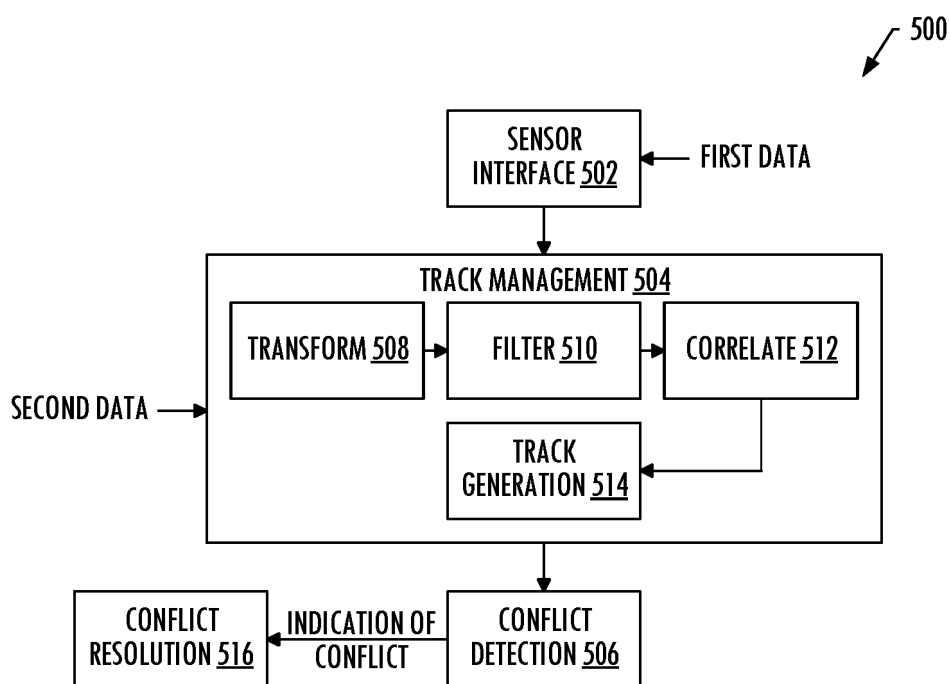 500
SENSOR
INTERFACE 502
FIRST DATA
TRACK MANAGEMENT 504
TRANSFORM 508
FILTER 510
CORRELATE 512
SECOND DATA
TRACK
GENERATION 514
CONFLICT
RESOLUTION 516
INDICATION OF
CONFLICT
CONFLICT
DETECTION 506